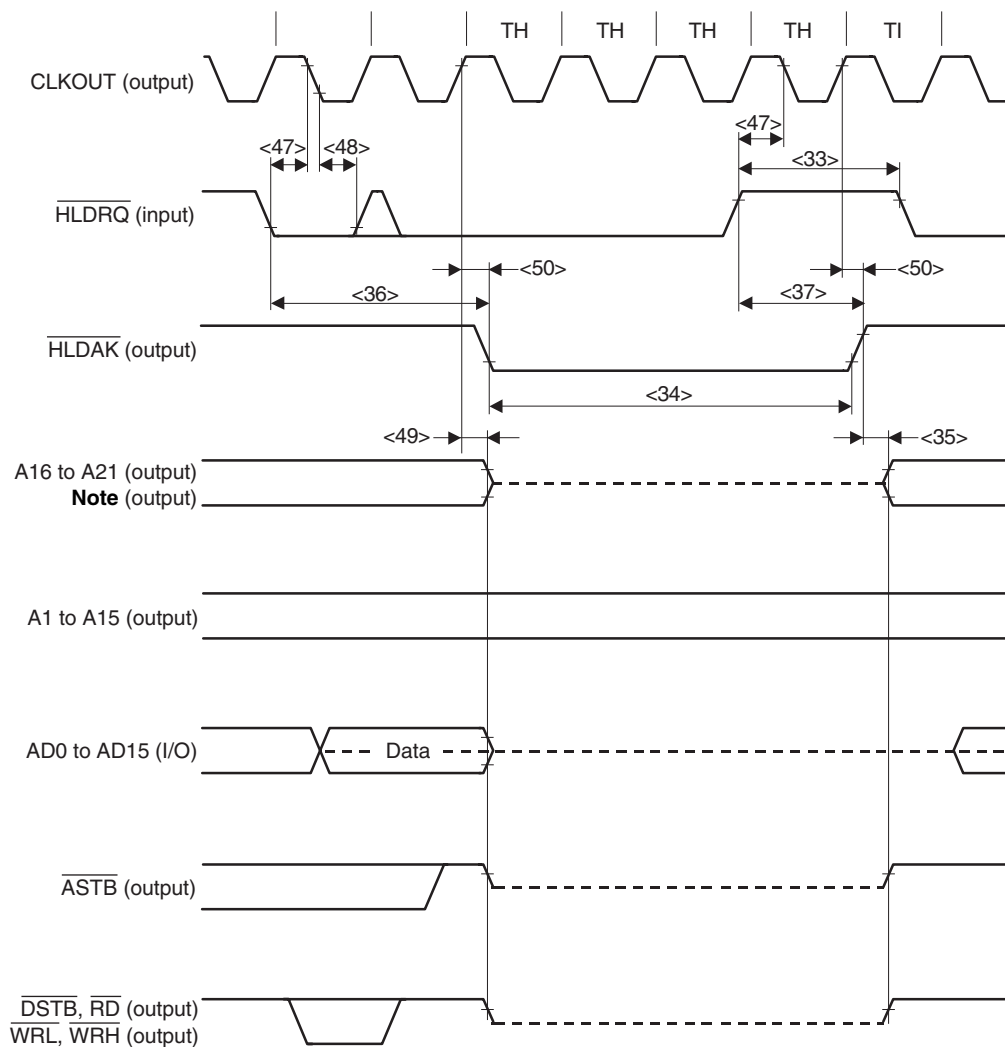 TH TH TH TH TI
CLKOUT (output)
<47>
<47> <48> <33>
HLDRQ (input)
<50> <50>
<36> <37>
HLDAK (output)
<34>
<49> <35>
A16 to A21 (output)
Note (output)
A1 to A15 (output)
AD0 to AD15 (I/O) Data
ASTB (output)
DSTB, RD (output)
WRL, WRH (output)